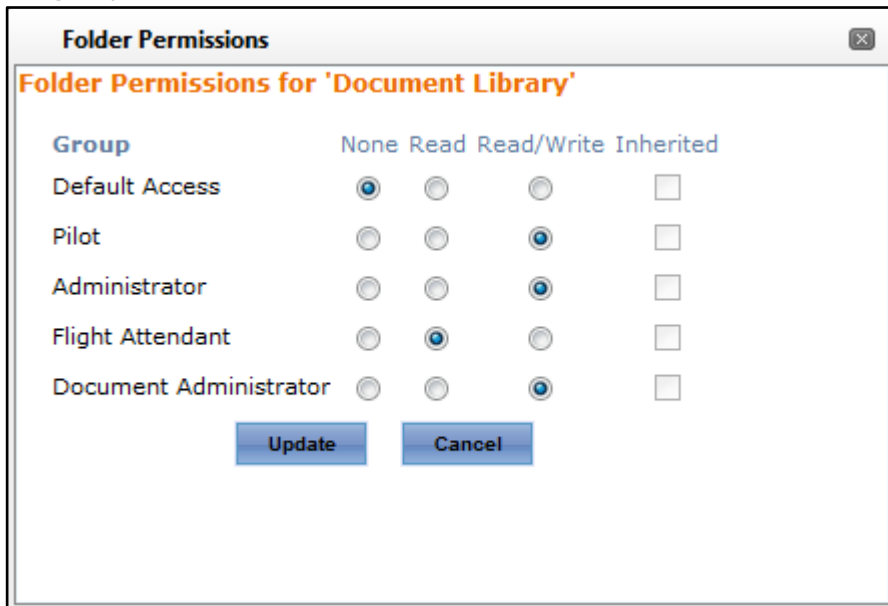 Folder Permissions
Folder Permissions for 'Document Library'
Group None Read Read/Write Inherited
Default Access
Pilot
Administrator
Flight Attendant
Document Administrator
Update Cancel